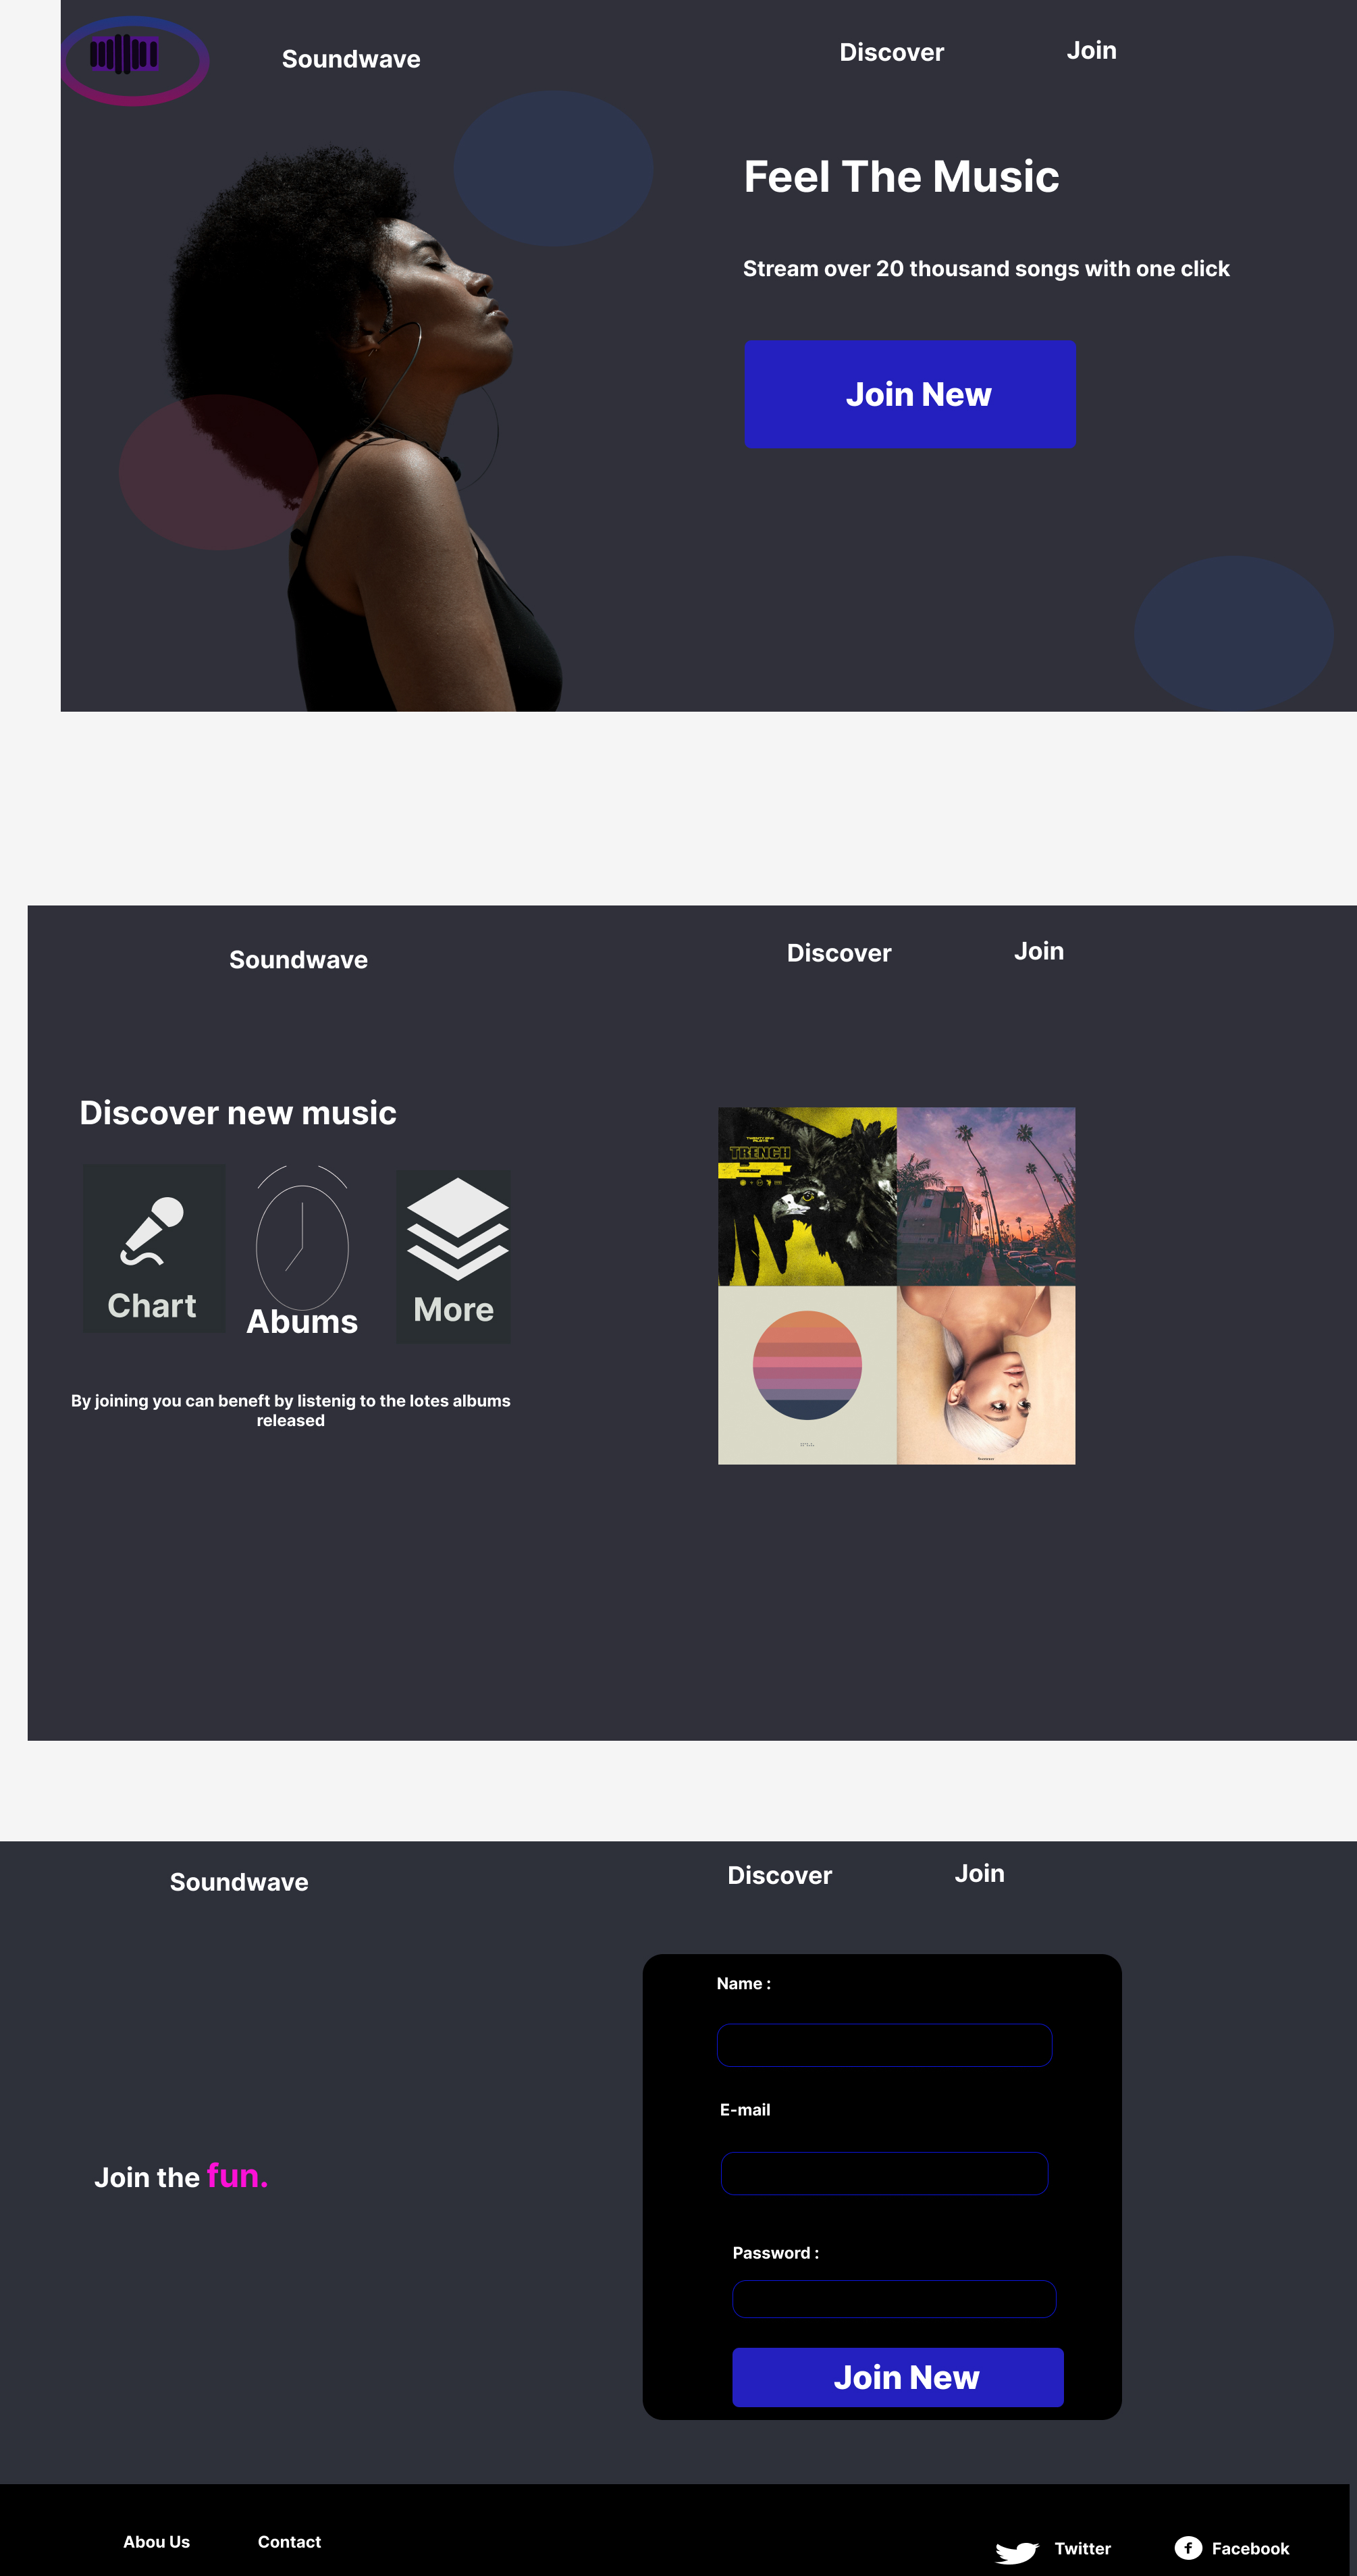 Soundwave
Discover
Join
Feel The Music
Stream over 20 thousand songs with one click
Join New
Soundwave
Discover
Join
Discover new music
Chart
Abums
More
By joining you can beneft by listenig to the lotes albums
released
TRENCH
Soundwave
Discover
Join
Join the fun.
Name :
E-mail
Password :
Join New
Abou Us
Contact
Twitter
Facebook